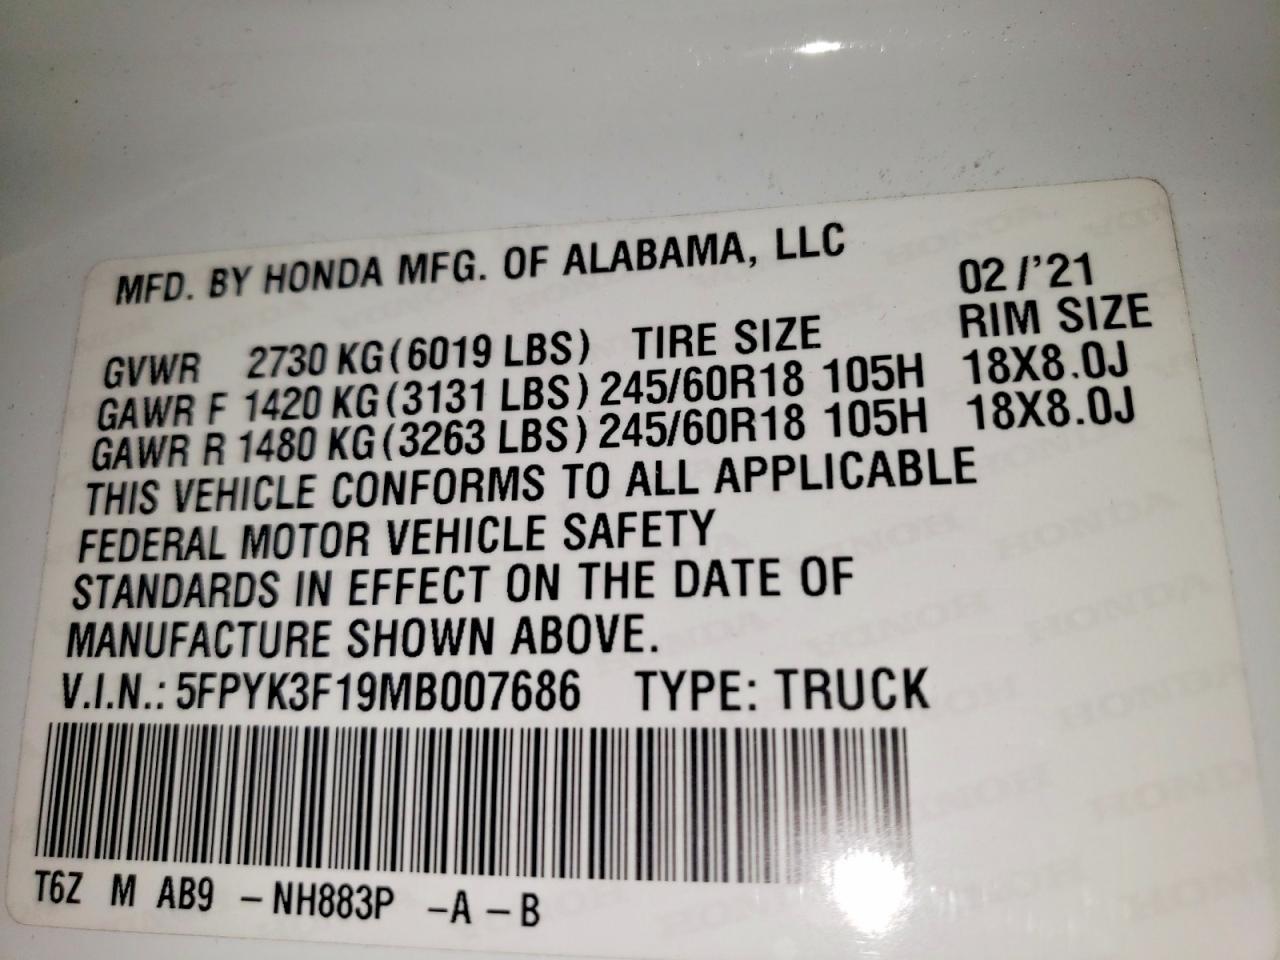 MFD. BY HONDA MFG. OF ALABAMA, LLC 02 /'21
GVWR 2730 KG (6019 LBS) TIRE SIZE RIM SIZE
GAWR F 1420 KG (3131 LBS) 245/60R18 105H 18X8.0J
GAWR R 1480 KG (3263 LBS) 245/60R18 105H 18X8.0J
THIS VEHICLE CONFORMS TO ALL APPLICABLE
FEDERAL MOTOR VEHICLE SAFETY
STANDARDS IN EFFECT ON THE DATE OF
MANUFACTURE SHOWN ABOVE.
V.I.N.: 5FPYK3F19MB007686 TYPE: TRUCK
T6Z M AB9 - NH883P - A - B